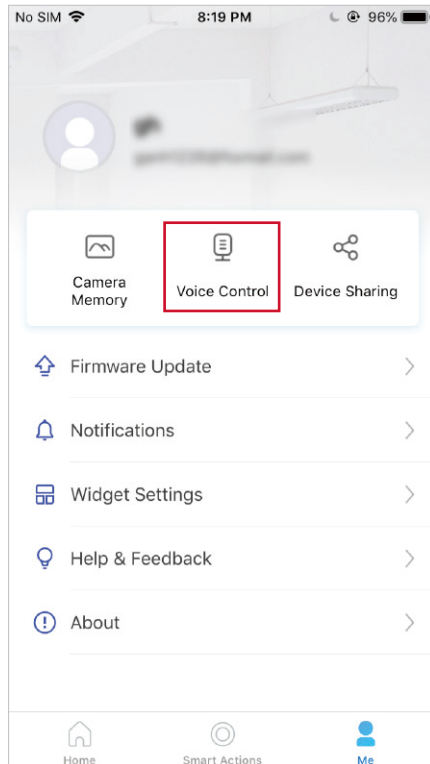 No SIM 8:19 PM 96%
Camera
Memory
Voice Control
Device Sharing
Firmware Update
Notifications
Widget Settings
Help & Feedback
About
Home
Smart Actions
Me